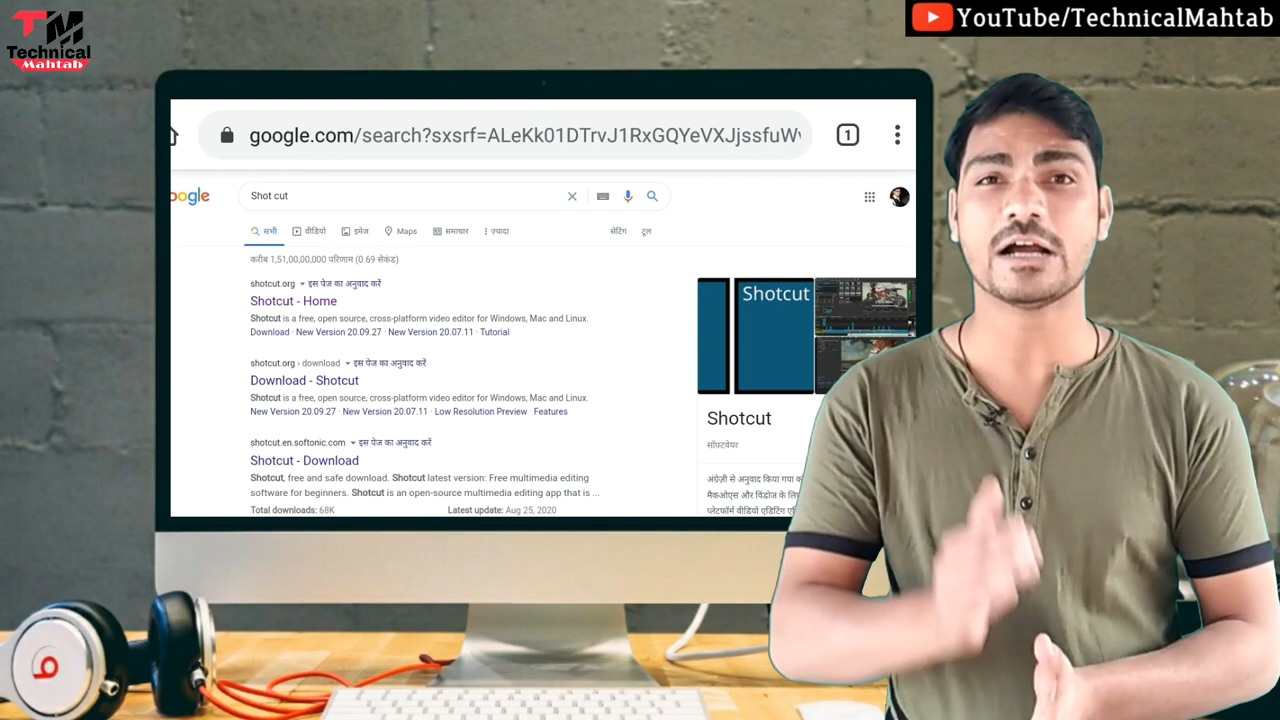 TM
Technical
Mahtab
YouTube/TechnicalMahtab
google.com/search?sxsrf=ALeKk01DTrvJ1RxGQYeVXJjssfuW
oogle
Shot cut
सभी वीडियो इमेज Maps समाचार ज़्यादा सेटिंग टूल
करीब 1,51,00,00,000 परिणाम (0.69 सेकंड)
shotcut.org ▾ इस पेज का अनुवाद करें
Shotcut - Home
Shotcut is a free, open source, cross-platform video editor for Windows, Mac and Linux.
Download · New Version 20.09.27 · New Version 20.07.11 · Tutorial
shotcut.org › download ▾ इस पेज का अनुवाद करें
Download - Shotcut
Shotcut is a free, open source, cross-platform video editor for Windows, Mac and Linux.
New Version 20.09.27 · New Version 20.07.11 · Low Resolution Preview · Features
shotcut.en.softonic.com ▾ इस पेज का अनुवाद करें
Shotcut - Download
Shotcut, free and safe download. Shotcut latest version: Free multimedia editing
software for beginners. Shotcut is an open-source multimedia editing app that is ...
Total downloads: 68K Latest update: Aug 25, 2020
Shotcut
Shotcut
सॉफ़्टवेयर
अंग्रेज़ी से अनुवाद किया गया
मैकओएस और विंडोज के
प्लेटफॉर्म वीडियो एडिटिंग
1
b